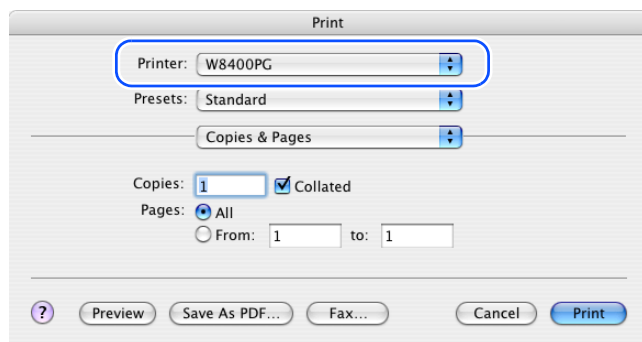 Print
Printer: W8400PG
Presets: Standard
Copies & Pages
Copies: 1 Collated
Pages: All
From: 1 to: 1
? Preview Save As PDF... Fax... Cancel Print